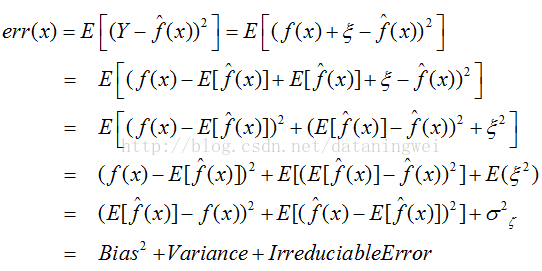 err(x) = E[(Y − f̂(x))²] = E[(f(x) + ξ − f̂(x))²]
= E[(f(x) − E[f̂(x)] + E[f̂(x)] + ξ − f̂(x))²]
= E[(f(x) − E[f̂(x)])² + (E[f̂(x)] − f̂(x))² + ξ²]
http://blog.csdn.net/dataningwei
= (f(x) − E[f̂(x)])² + E[(E[f̂(x)] − f̂(x))²] + E(ξ²)
= (E[f̂(x)] − f(x))² + E[(f̂(x) − E[f̂(x)])²] + σ²_ζ
= Bias² + Variance + IrreduciableError